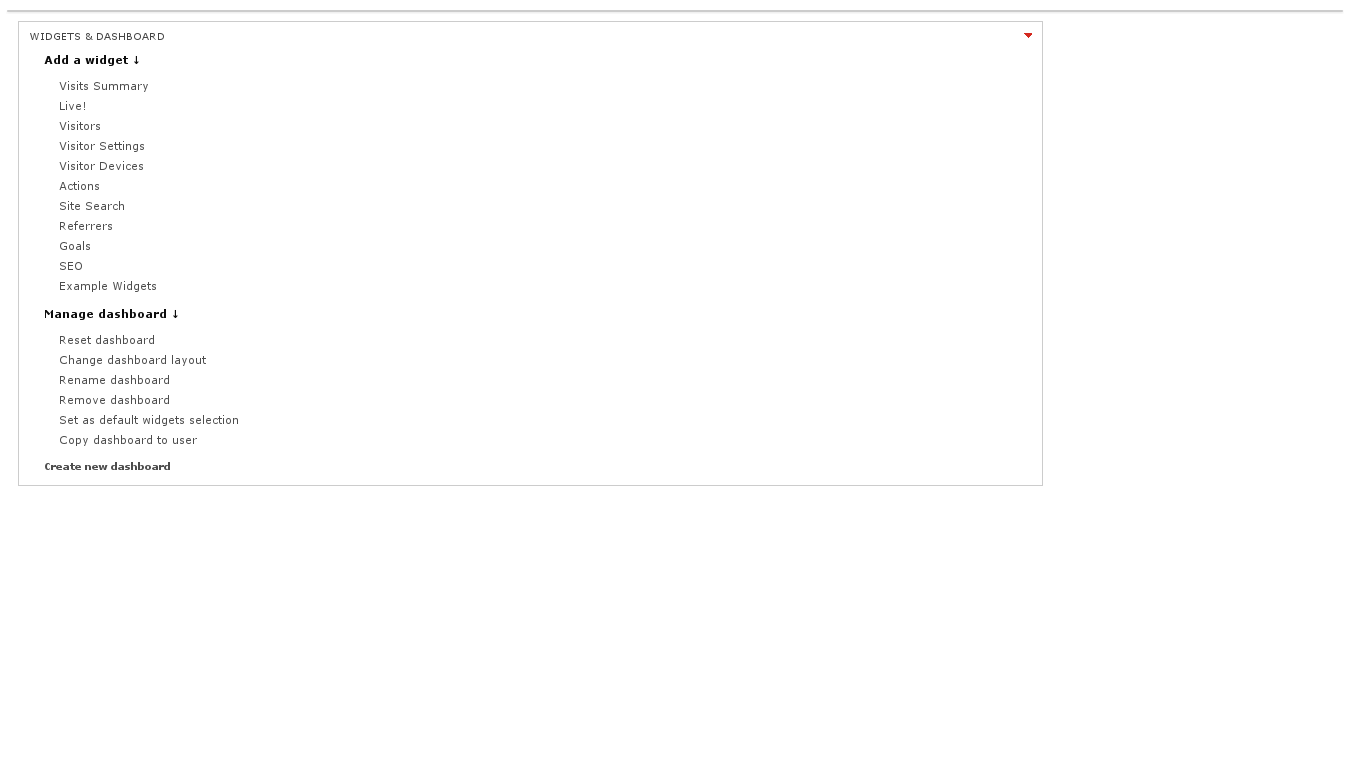 WIDGETS & DASHBOARD
Add a widget ↓
Visits Summary
Live!
Visitors
Visitor Settings
Visitor Devices
Actions
Site Search
Referrers
Goals
SEO
Example Widgets
Manage dashboard ↓
Reset dashboard
Change dashboard layout
Rename dashboard
Remove dashboard
Set as default widgets selection
Copy dashboard to user
Create new dashboard